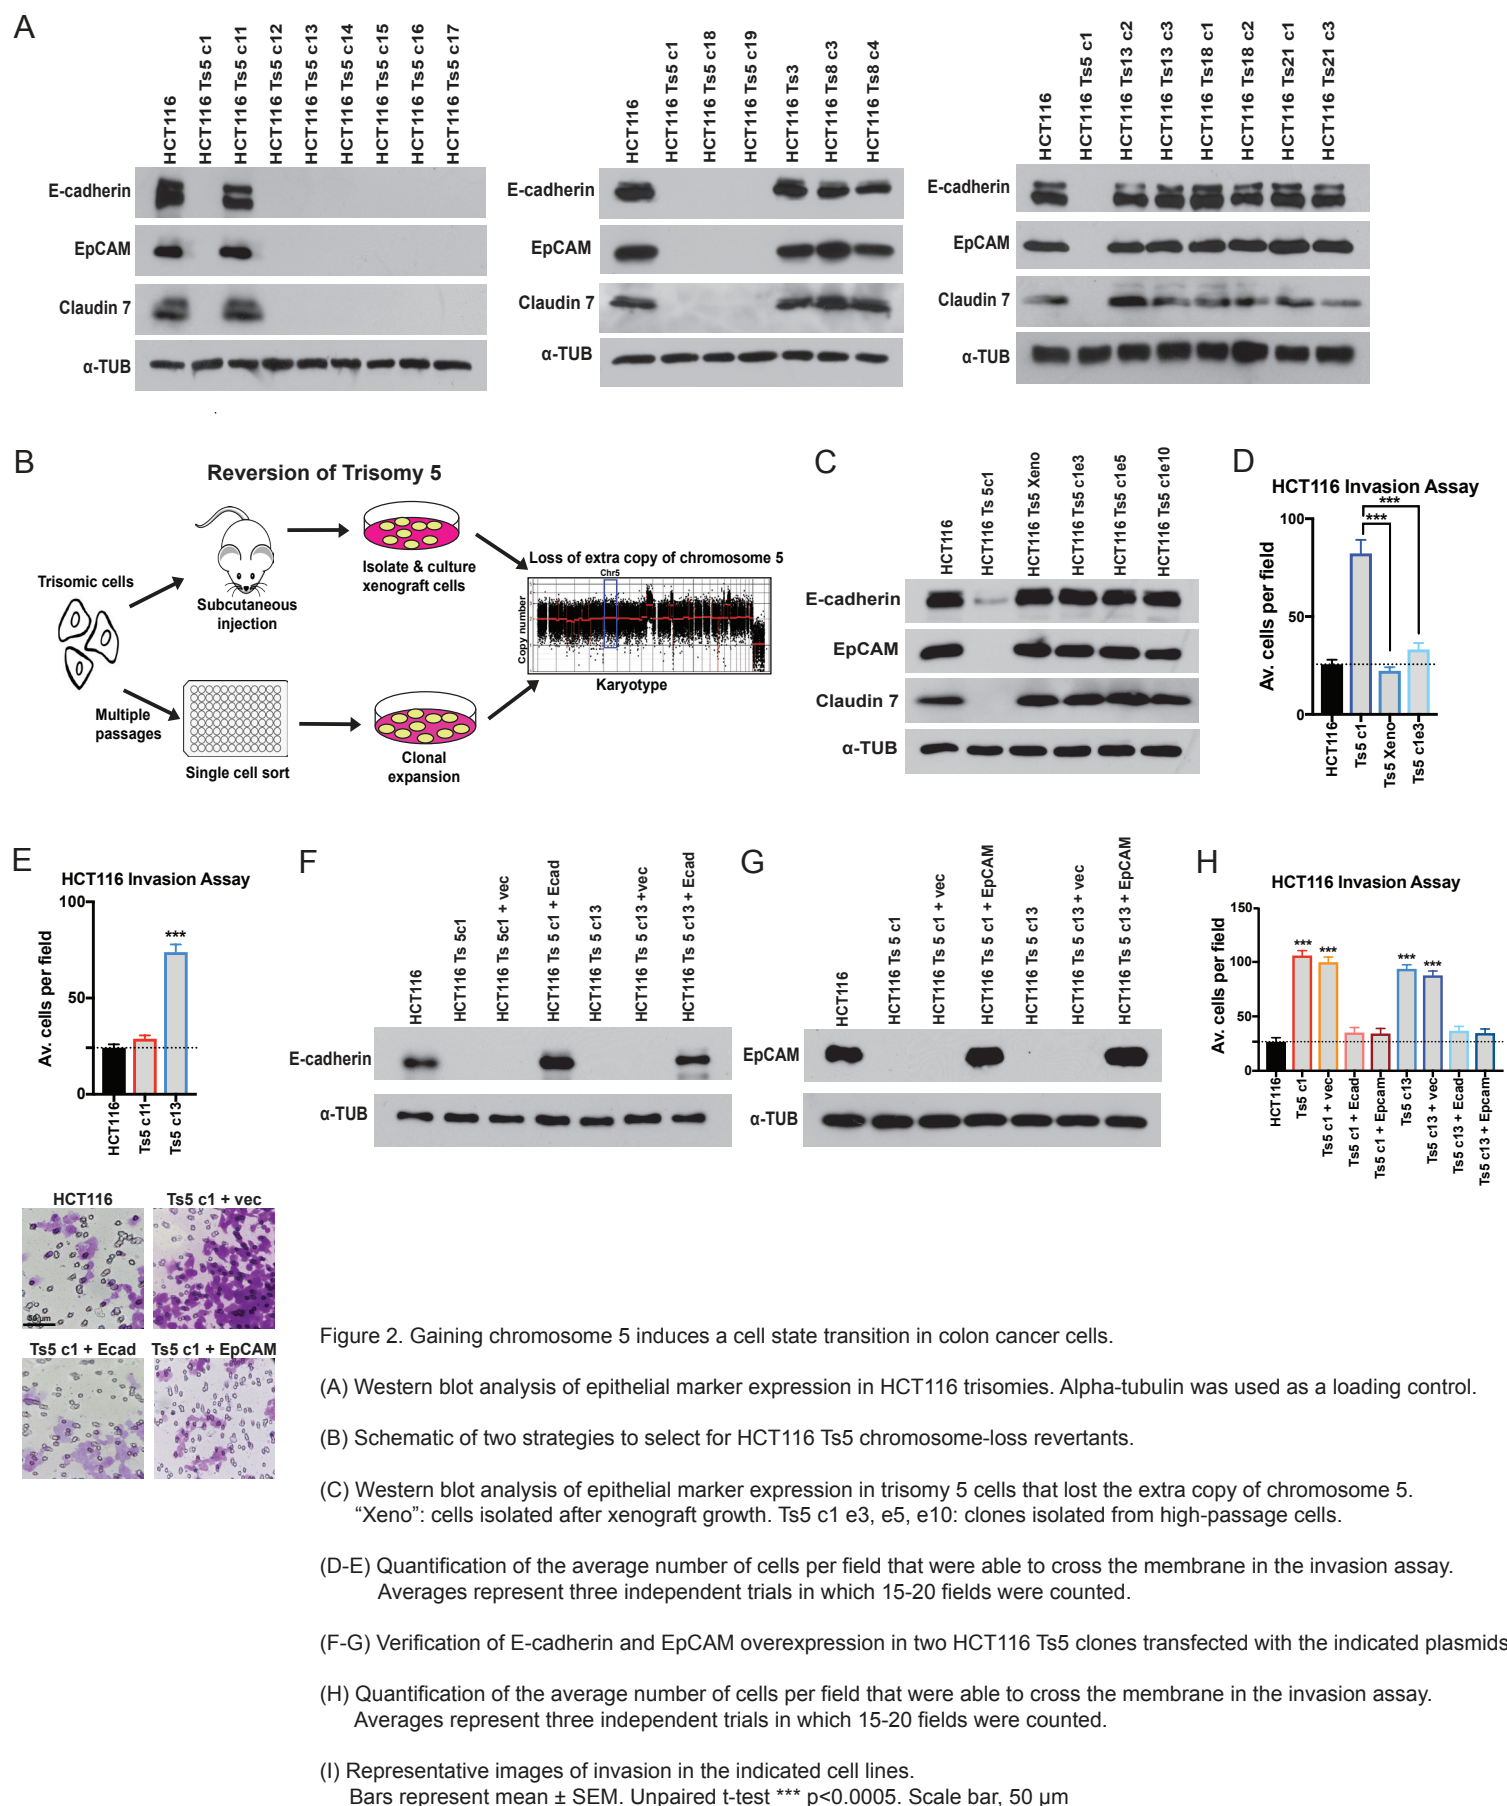 A
HCT116
HCT116 Ts5 c1
HCT116 Ts5 c11
HCT116 Ts5 c12
HCT116 Ts5 c13
HCT116 Ts5 c14
HCT116 Ts5 c15
HCT116 Ts5 c16
HCT116 Ts5 c17
E-cadherin
EpCAM
Claudin 7
α-TUB
HCT116
HCT116 Ts5 c1
HCT116 Ts5 c18
HCT116 Ts5 c19
HCT116 Ts3
HCT116 Ts8 c3
HCT116 Ts8 c4
E-cadherin
EpCAM
Claudin 7
α-TUB
HCT116
HCT116 Ts5 c1
HCT116 Ts13 c2
HCT116 Ts13 c3
HCT116 Ts18 c1
HCT116 Ts18 c2
HCT116 Ts21 c1
HCT116 Ts21 c3
E-cadherin
EpCAM
Claudin 7
α-TUB
B
Reversion of Trisomy 5
Trisomic cells
Subcutaneous
injection
Isolate & culture
xenograft cells
Multiple
passages
Single cell sort
Clonal
expansion
Loss of extra copy of chromosome 5
Chr5
Copy number
Karyotype
C
HCT116
HCT116 Ts 5c1
HCT116 Ts5 Xeno
HCT116 Ts5 c1e3
HCT116 Ts5 c1e5
HCT116 Ts5 c1e10
E-cadherin
EpCAM
Claudin 7
α-TUB
D
HCT116 Invasion Assay
***
***
Av. cells per field
100
50
0
HCT116
Ts5 c1
Ts5 Xeno
Ts5 c1e3
E
HCT116 Invasion Assay
***
Av. cells per field
100
50
0
HCT116
Ts5 c11
Ts5 c13
F
HCT116
HCT116 Ts 5c1
HCT116 Ts 5c1 + vec
HCT116 Ts 5 c1 + Ecad
HCT116 Ts 5 c13
HCT116 Ts 5 c13 +vec
HCT116 Ts 5 c13 + Ecad
E-cadherin
α-TUB
G
HCT116
HCT116 Ts 5 c1
HCT116 Ts 5 c1 + vec
HCT116 Ts 5 c1 + EpCAM
HCT116 Ts 5 c13
HCT116 Ts 5 c13 + vec
HCT116 Ts 5 c13 + EpCAM
EpCAM
α-TUB
H
HCT116 Invasion Assay
*** *** *** ***
Av. cells per field
150
100
50
0
HCT116
Ts5 c1
Ts5 c1 + vec
Ts5 c1 + Ecad
Ts5 c1 + Epcam
Ts5 c13
Ts5 c13 + vec
Ts5 c13 + Ecad
Ts5 c13 + Epcam
HCT116
Ts5 c1 + vec
50 µm
Ts5 c1 + Ecad
Ts5 c1 + EpCAM
Figure 2. Gaining chromosome 5 induces a cell state transition in colon cancer cells.
(A) Western blot analysis of epithelial marker expression in HCT116 trisomies. Alpha-tubulin was used as a loading control.
(B) Schematic of two strategies to select for HCT116 Ts5 chromosome-loss revertants.
(C) Western blot analysis of epithelial marker expression in trisomy 5 cells that lost the extra copy of chromosome 5.
“Xeno”: cells isolated after xenograft growth. Ts5 c1 e3, e5, e10: clones isolated from high-passage cells.
(D-E) Quantification of the average number of cells per field that were able to cross the membrane in the invasion assay.
Averages represent three independent trials in which 15-20 fields were counted.
(F-G) Verification of E-cadherin and EpCAM overexpression in two HCT116 Ts5 clones transfected with the indicated plasmids
(H) Quantification of the average number of cells per field that were able to cross the membrane in the invasion assay.
Averages represent three independent trials in which 15-20 fields were counted.
(I) Representative images of invasion in the indicated cell lines.
Bars represent mean ± SEM. Unpaired t-test *** p<0.0005. Scale bar, 50 µm